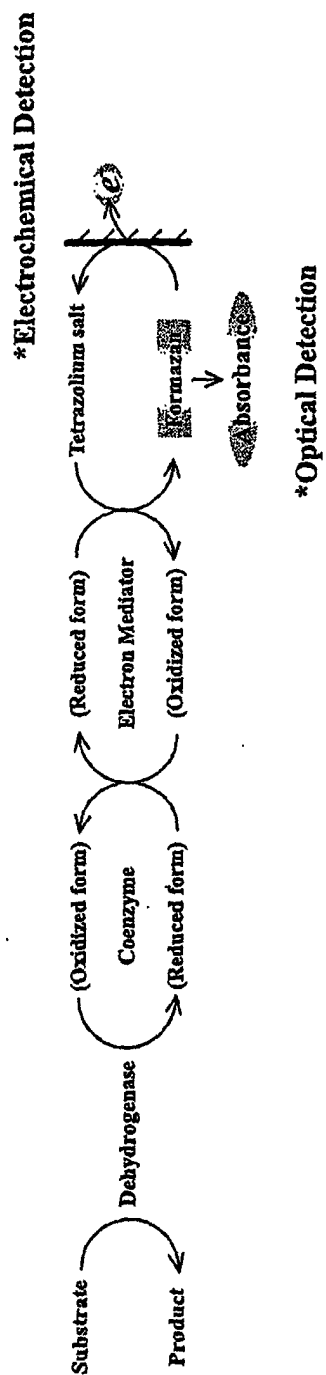 *Electrochemical Detection
Substrate
Product
Dehydrogenase
(Oxidized form)
Coenzyme
(Reduced form)
(Reduced form)
Electron Mediator
(Oxidized form)
Tetrazolium salt
Formazan
Absorbance
e⁻
*Optical Detection